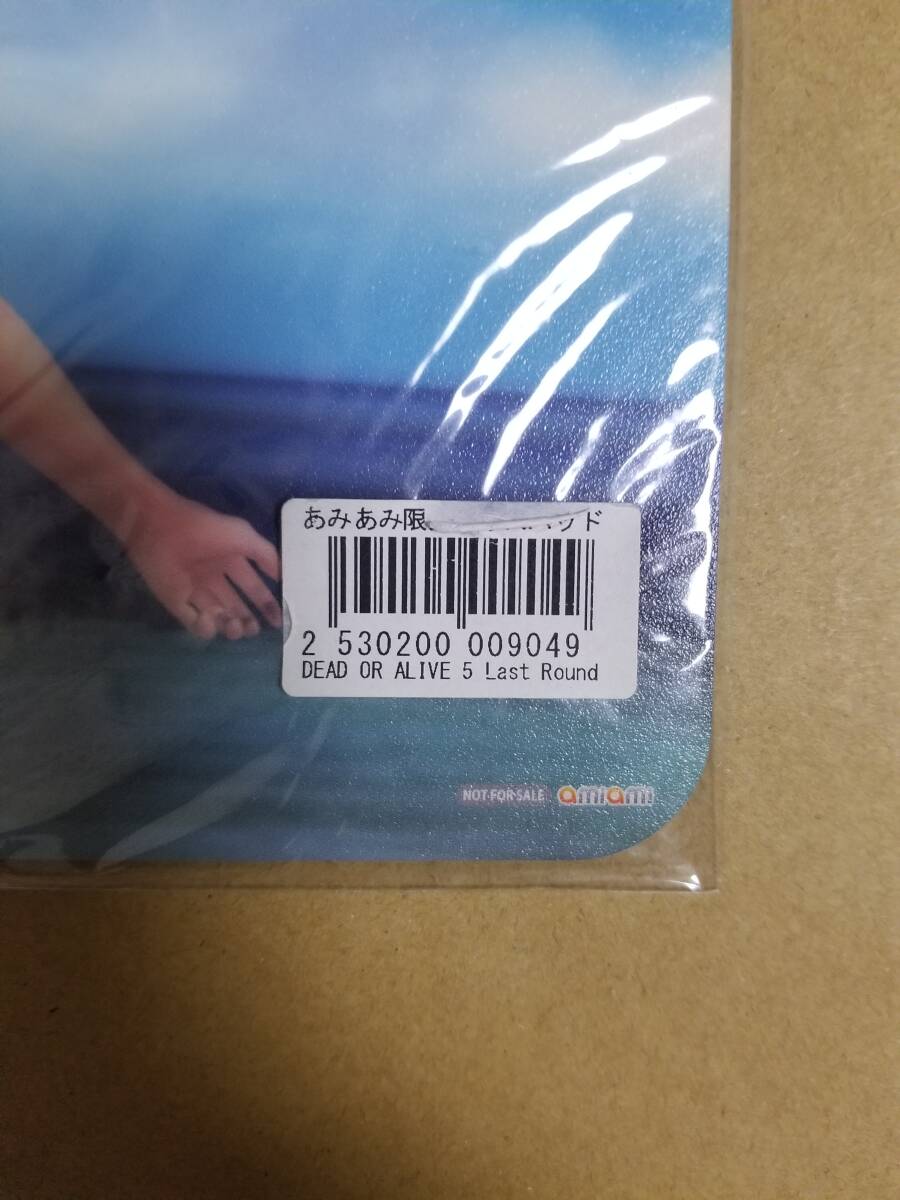 あみあみ限 ッド
2 530200 009049
DEAD OR ALIVE 5 Last Round
NOT FOR SALE amiami